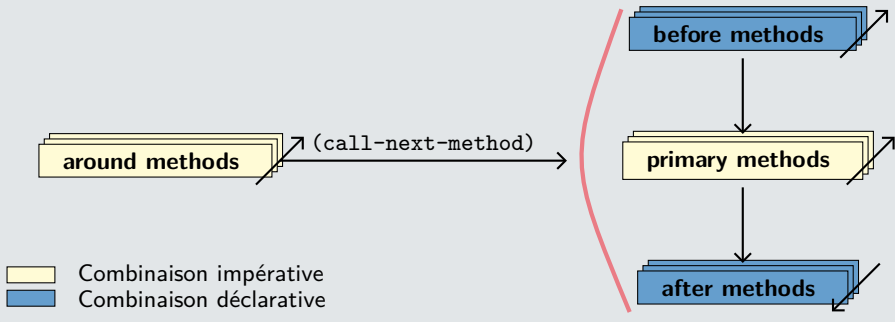 before methods
around methods
(call-next-method)
primary methods
after methods
Combinaison impérative
Combinaison déclarative